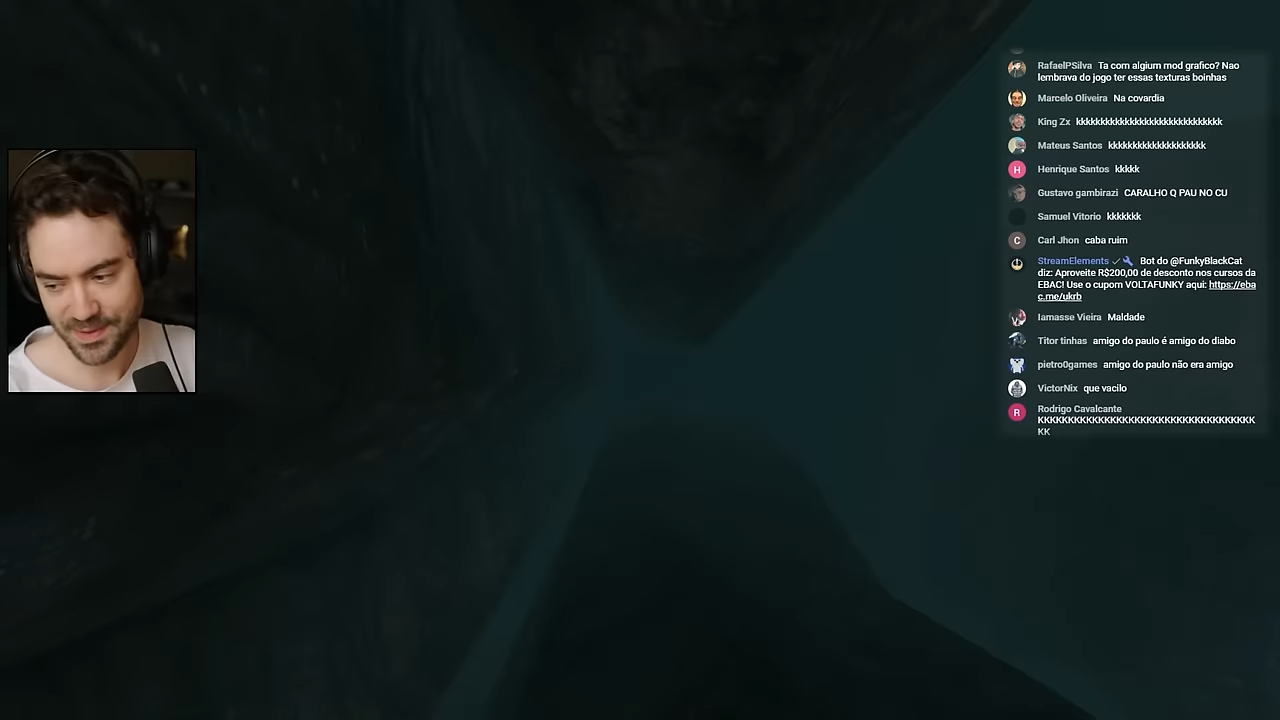 RafaelPSilva Ta com algium mod grafico? Nao
lembrava do jogo ter essas texturas boinhas
Marcelo Oliveira Na covardia
King Zx kkkkkkkkkkkkkkkkkkkkkkkkkkkkkk
Mateus Santos kkkkkkkkkkkkkkkkkkkk
H Henrique Santos kkkkk
Gustavo gambirazi CARALHO Q PAU NO CU
Samuel Vitorio kkkkkkk
C Carl Jhon caba ruim
StreamElements Bot do @FunkyBlackCat
diz: Aproveite R$200,00 de desconto nos cursos da
EBAC! Use o cupom VOLTAFUNKY aqui: https://eba
c.me/ukrb
Iamasse Vieira Maldade
Titor tinhas amigo do paulo é amigo do diabo
pietro0games amigo do paulo não era amigo
VictorNix que vacilo
R Rodrigo Cavalcante
KKKKKKKKKKKKKKKKKKKKKKKKKKKKKKKKKKKK
KK